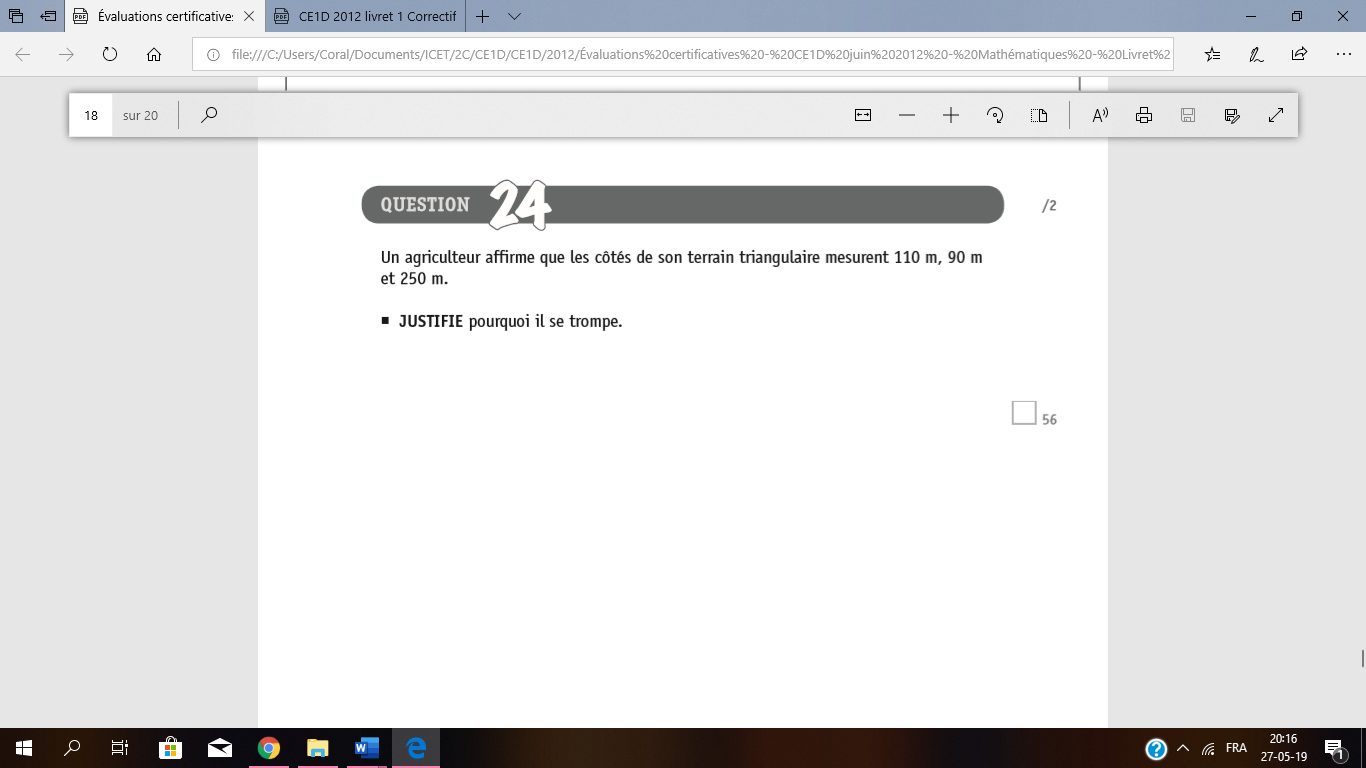 Évaluations certificatives
CE1D 2012 livret 1 Correctif
file:///C:/Users/Coral/Documents/ICET/2C/CE1D/CE1D/2012/Évaluations%20certificatives%20-%20CE1D%20juin%202012%20-%20Mathématiques%20-%20Livret%2
18 sur 20
QUESTION 24 /2
Un agriculteur affirme que les côtés de son terrain triangulaire mesurent 110 m, 90 m
et 250 m.
■ JUSTIFIE pourquoi il se trompe.
56
20:16
FRA
27-05-19
1